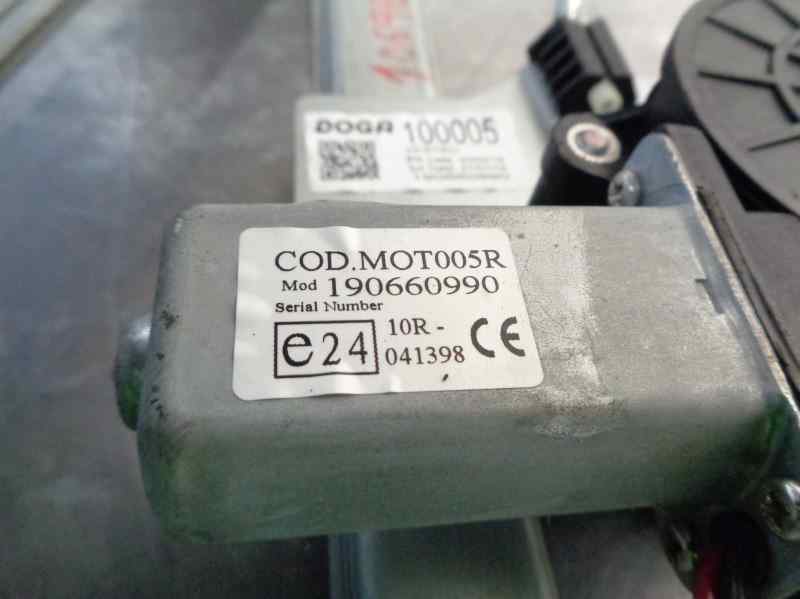 DOGA 100005
COD.MOT005R
Mod 190660990
Serial Number
e24
10R -
041398
CE